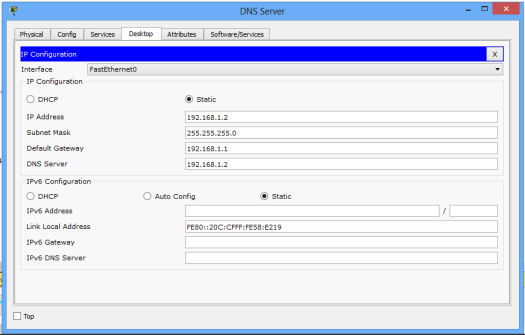 DNS Server
Physical Config Services Desktop Attributes Software/Services
IP Configuration X
Interface FastEthernet0
IP Configuration
DHCP Static
IP Address 192.168.1.2
Subnet Mask 255.255.255.0
Default Gateway 192.168.1.1
DNS Server 192.168.1.2
IPv6 Configuration
DHCP Auto Config Static
IPv6 Address /
Link Local Address FE80::20C:CFFF:FE58:E219
IPv6 Gateway
IPv6 DNS Server
Top